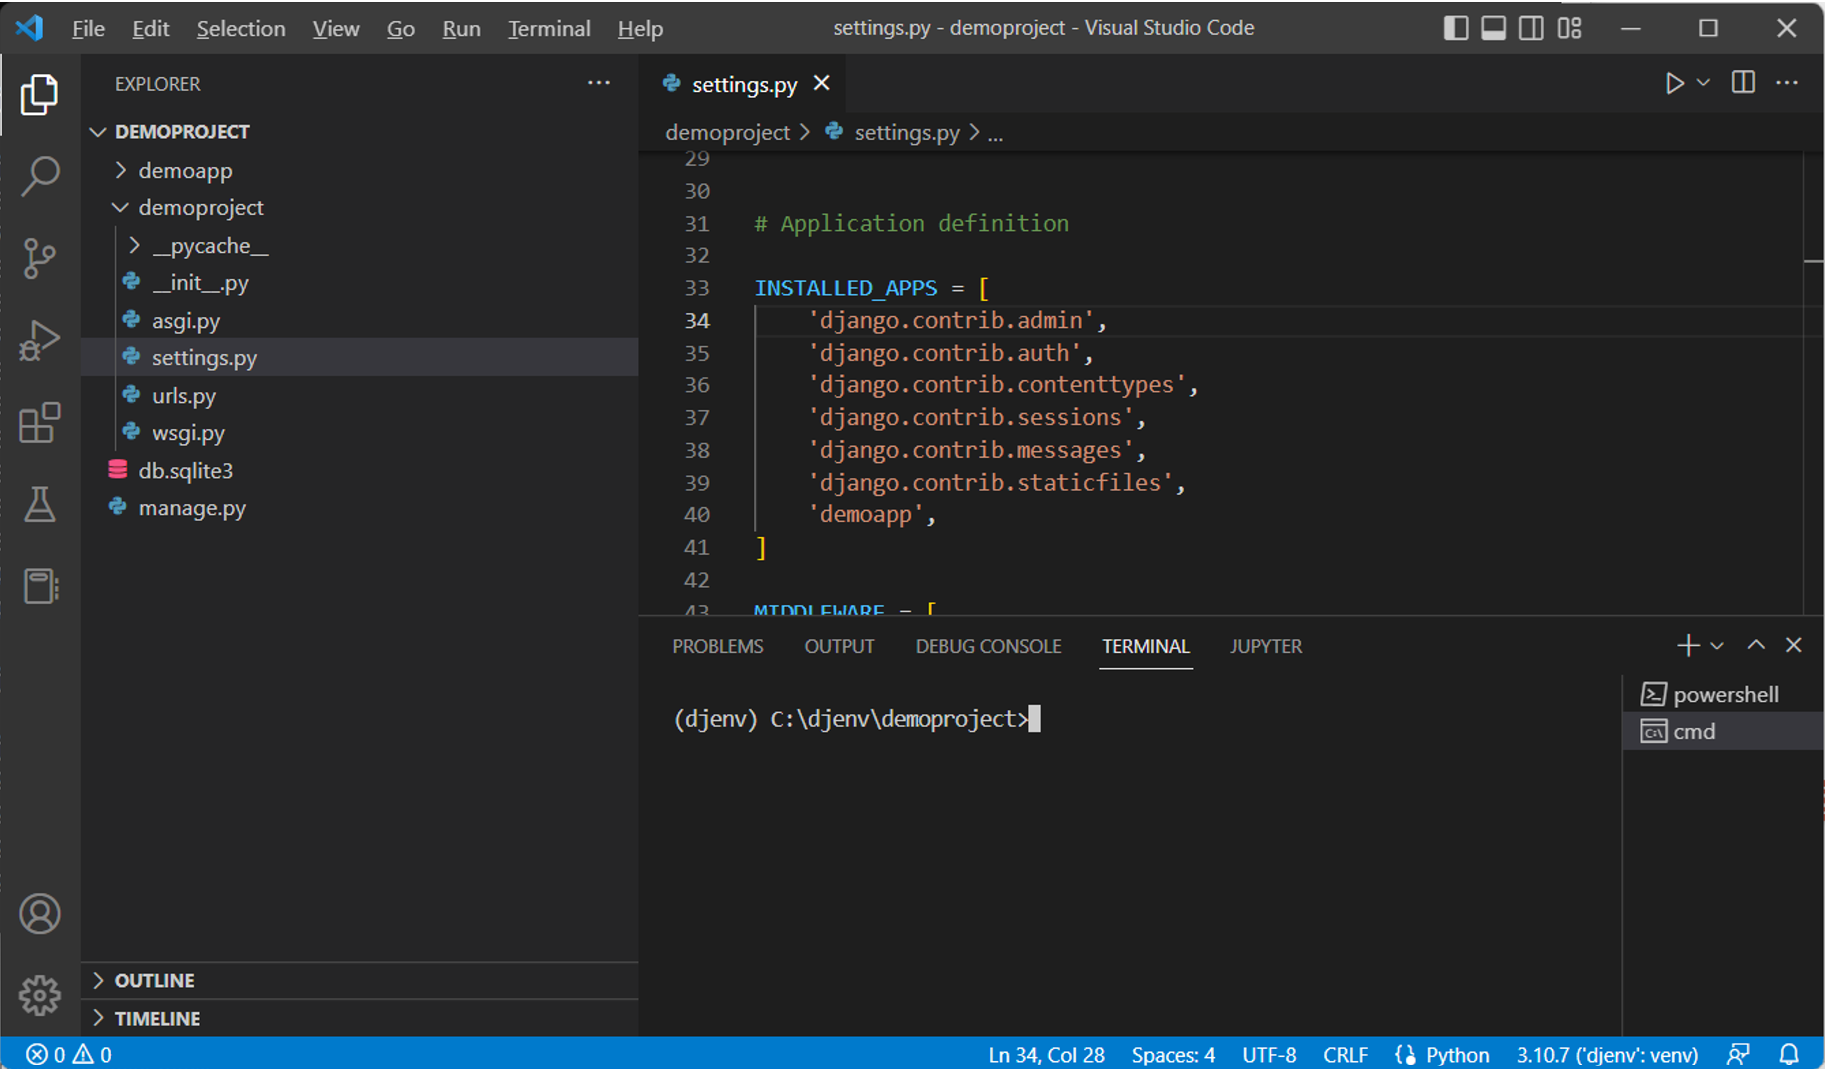 File Edit Selection View Go Run Terminal Help
settings.py - demoproject - Visual Studio Code
EXPLORER
DEMOPROJECT
demoapp
demoproject
__pycache__
__init__.py
asgi.py
settings.py
urls.py
wsgi.py
db.sqlite3
manage.py
OUTLINE
TIMELINE
settings.py
demoproject > settings.py > ...
29
30
31 # Application definition
32
33 INSTALLED_APPS = [
34 'django.contrib.admin',
35 'django.contrib.auth',
36 'django.contrib.contenttypes',
37 'django.contrib.sessions',
38 'django.contrib.messages',
39 'django.contrib.staticfiles',
40 'demoapp',
41 ]
42
43 MIDDLEWARE = [
PROBLEMS OUTPUT DEBUG CONSOLE TERMINAL JUPYTER
(djenv) C:\djenv\demoproject>
powershell
cmd
0 0
Ln 34, Col 28 Spaces: 4 UTF-8 CRLF Python 3.10.7 ('djenv': venv)